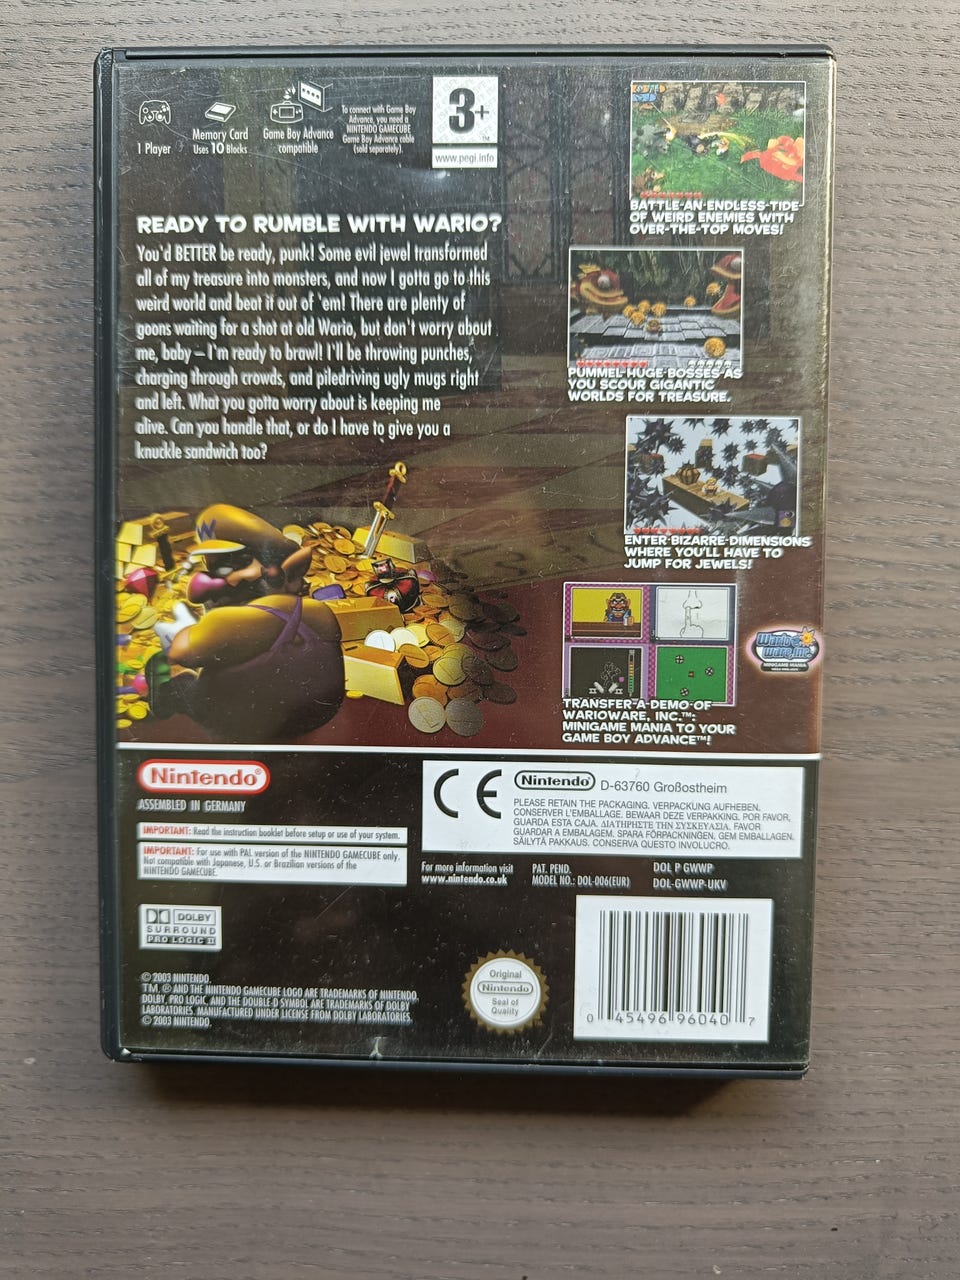 1 Player
Memory Card
Uses 10 Blocks
Game Boy Advance
compatible
To connect with Game Boy
Advance, you need a
NINTENDO GAMECUBE
Game Boy Advance cable
(sold separately).
3+
TM
www.pegi.info
READY TO RUMBLE WITH WARIO?
You'd BETTER be ready, punk! Some evil jewel transformed
all of my treasure into monsters, and now I gotta go to this
weird world and beat it out of 'em! There are plenty of
goons waiting for a shot at old Wario, but don't worry about
me, baby – I'm ready to brawl! I'll be throwing punches,
charging through crowds, and piledriving ugly mugs right
and left. What you gotta worry about is keeping me
alive. Can you handle that, or do I have to give you a
knuckle sandwich too?
BATTLE AN ENDLESS TIDE
OF WEIRD ENEMIES WITH
OVER-THE-TOP MOVES!
PUMMEL HUGE BOSSES AS
YOU SCOUR GIGANTIC
WORLDS FOR TREASURE.
ENTER BIZARRE DIMENSIONS
WHERE YOU'LL HAVE TO
JUMP FOR JEWELS!
TRANSFER A DEMO OF
WARIOWARE, INC.™:
MINIGAME MANIA TO YOUR
GAME BOY ADVANCE™!
Wario
Ware, Inc.
MINIGAME MANIA
Nintendo®
ASSEMBLED IN GERMANY
IMPORTANT: Read the instruction booklet before setup or use of your system.
IMPORTANT: For use with PAL version of the NINTENDO GAMECUBE only.
Not compatible with Japanese, U.S. or Brazilian versions of the
NINTENDO GAMECUBE.
CE Nintendo D-63760 Großostheim
PLEASE RETAIN THE PACKAGING. VERPACKUNG AUFHEBEN.
CONSERVER L'EMBALLAGE. BEWAAR DEZE VERPAKKING. POR FAVOR,
GUARDA ESTA CAJA. ΔΙΑΤΗΡΗΣΤΕ ΤΗΝ ΣΥΣΚΕΥΑΣΙΑ. FAVOR
GUARDAR A EMBALAGEM. SPARA FÖRPACKNINGEN. GEM EMBALLAGEN.
SÄILYTÄ PAKKAUS. CONSERVA QUESTO INVOLUCRO.
For more information visit
www.nintendo.co.uk
PAT. PEND.
MODEL NO.: DOL-006(EUR)
DOL P GWWP
DOL-GWWP-UKV
DOLBY
SURROUND
PRO LOGIC II
© 2003 NINTENDO.
TM, ® AND THE NINTENDO GAMECUBE LOGO ARE TRADEMARKS OF NINTENDO.
DOLBY, PRO LOGIC, AND THE DOUBLE-D SYMBOL ARE TRADEMARKS OF DOLBY
LABORATORIES. MANUFACTURED UNDER LICENSE FROM DOLBY LABORATORIES.
© 2003 NINTENDO.
Original
Nintendo
Seal of
Quality
0 45496 96040 7